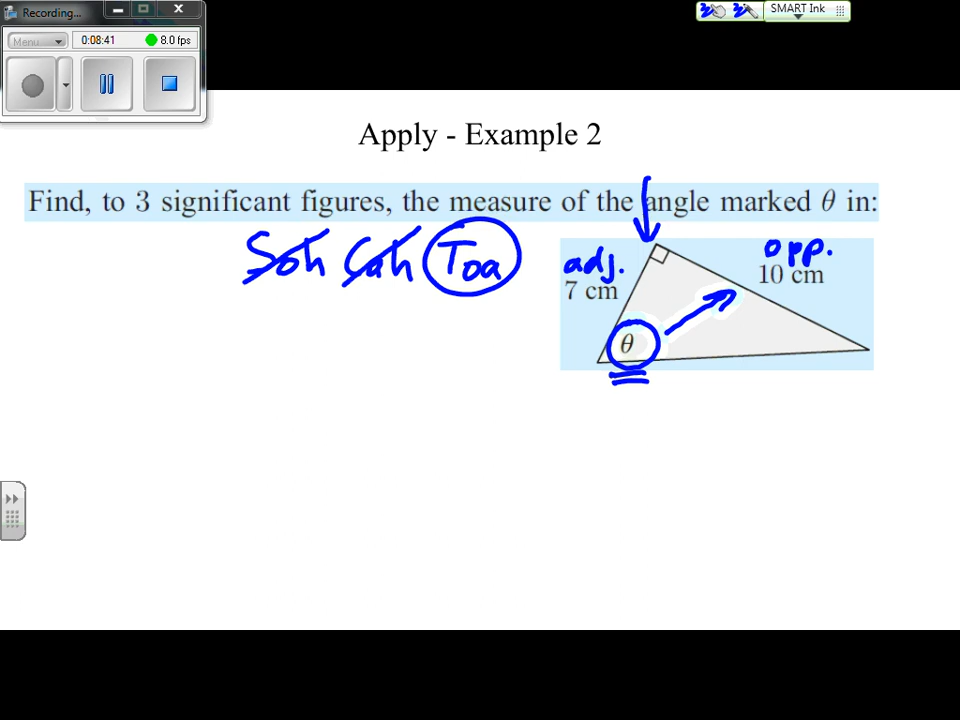 Recording...
SMART Ink
Menu
0:08:41
8.0 fps
Apply - Example 2
Find, to 3 significant figures, the measure of the angle marked θ in:
Soh Cah Toa
adj.
opp.
7 cm
10 cm
θ